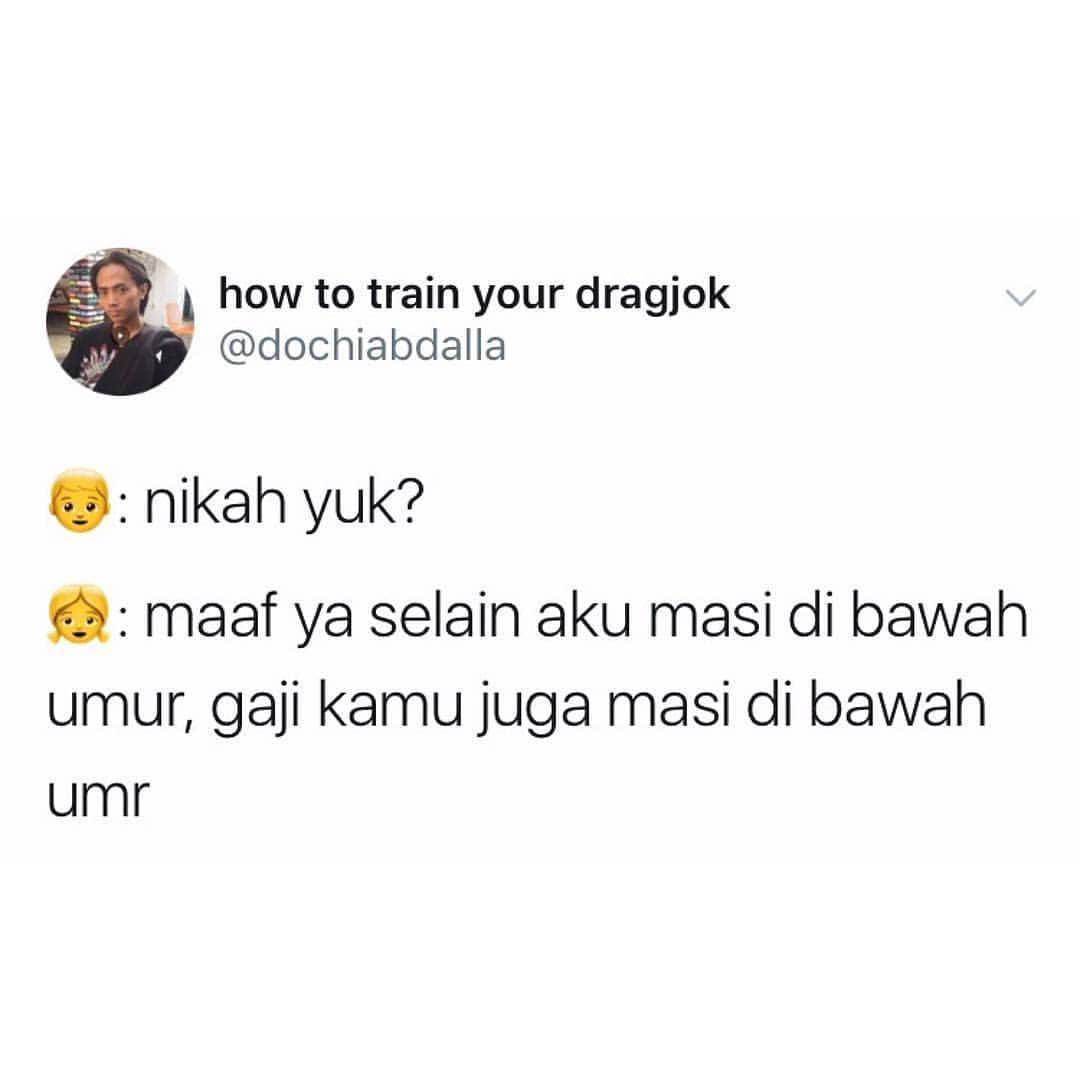 how to train your dragjok
@dochiabdalla
👦: nikah yuk?
👧: maaf ya selain aku masi di bawah
umur, gaji kamu juga masi di bawah
umr